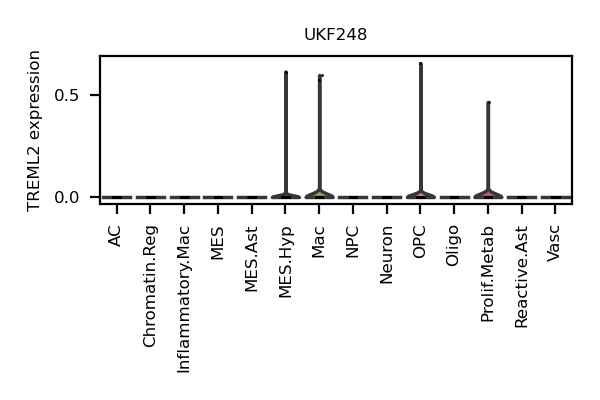 UKF248
TREML2 expression
0.5
0.0
AC
Chromatin.Reg
Inflammatory.Mac
MES
MES.Ast
MES.Hyp
Mac
NPC
Neuron
OPC
Oligo
Prolif.Metab
Reactive.Ast
Vasc